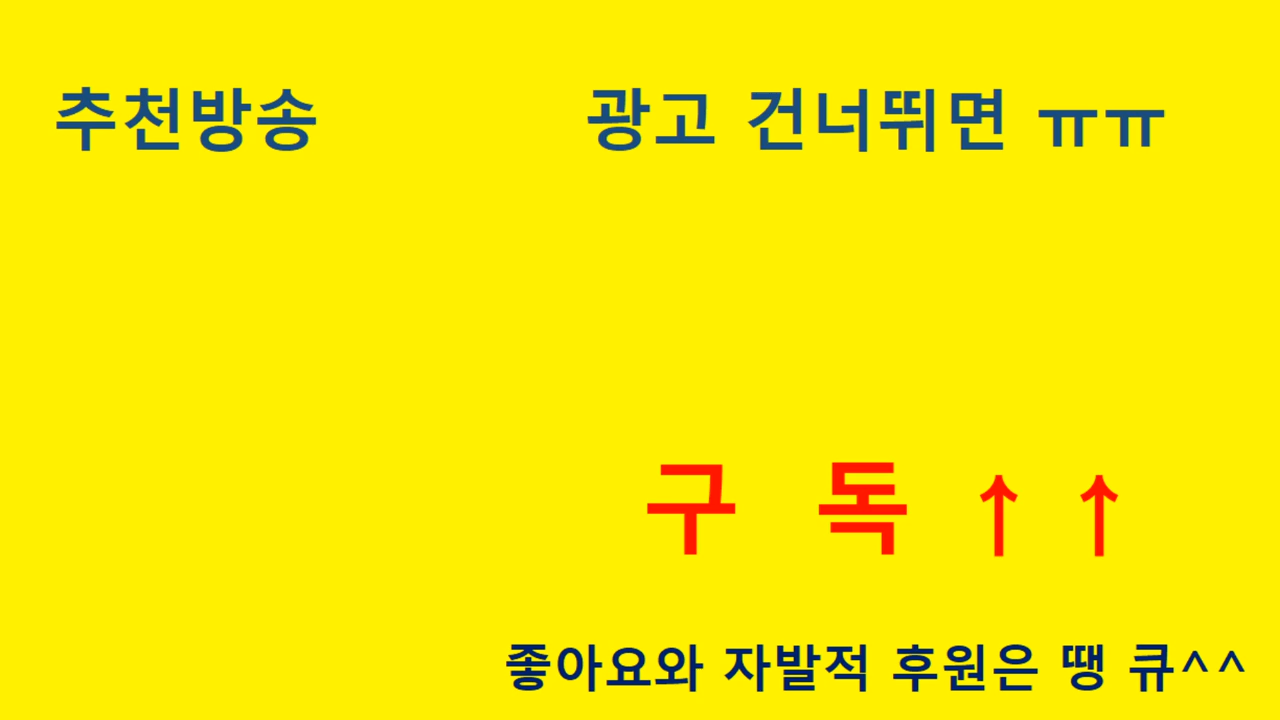 추천방송 광고 건너뛰면 ㅠㅠ
구 독 ↑ ↑
좋아요와 자발적 후원은 땡 큐^^